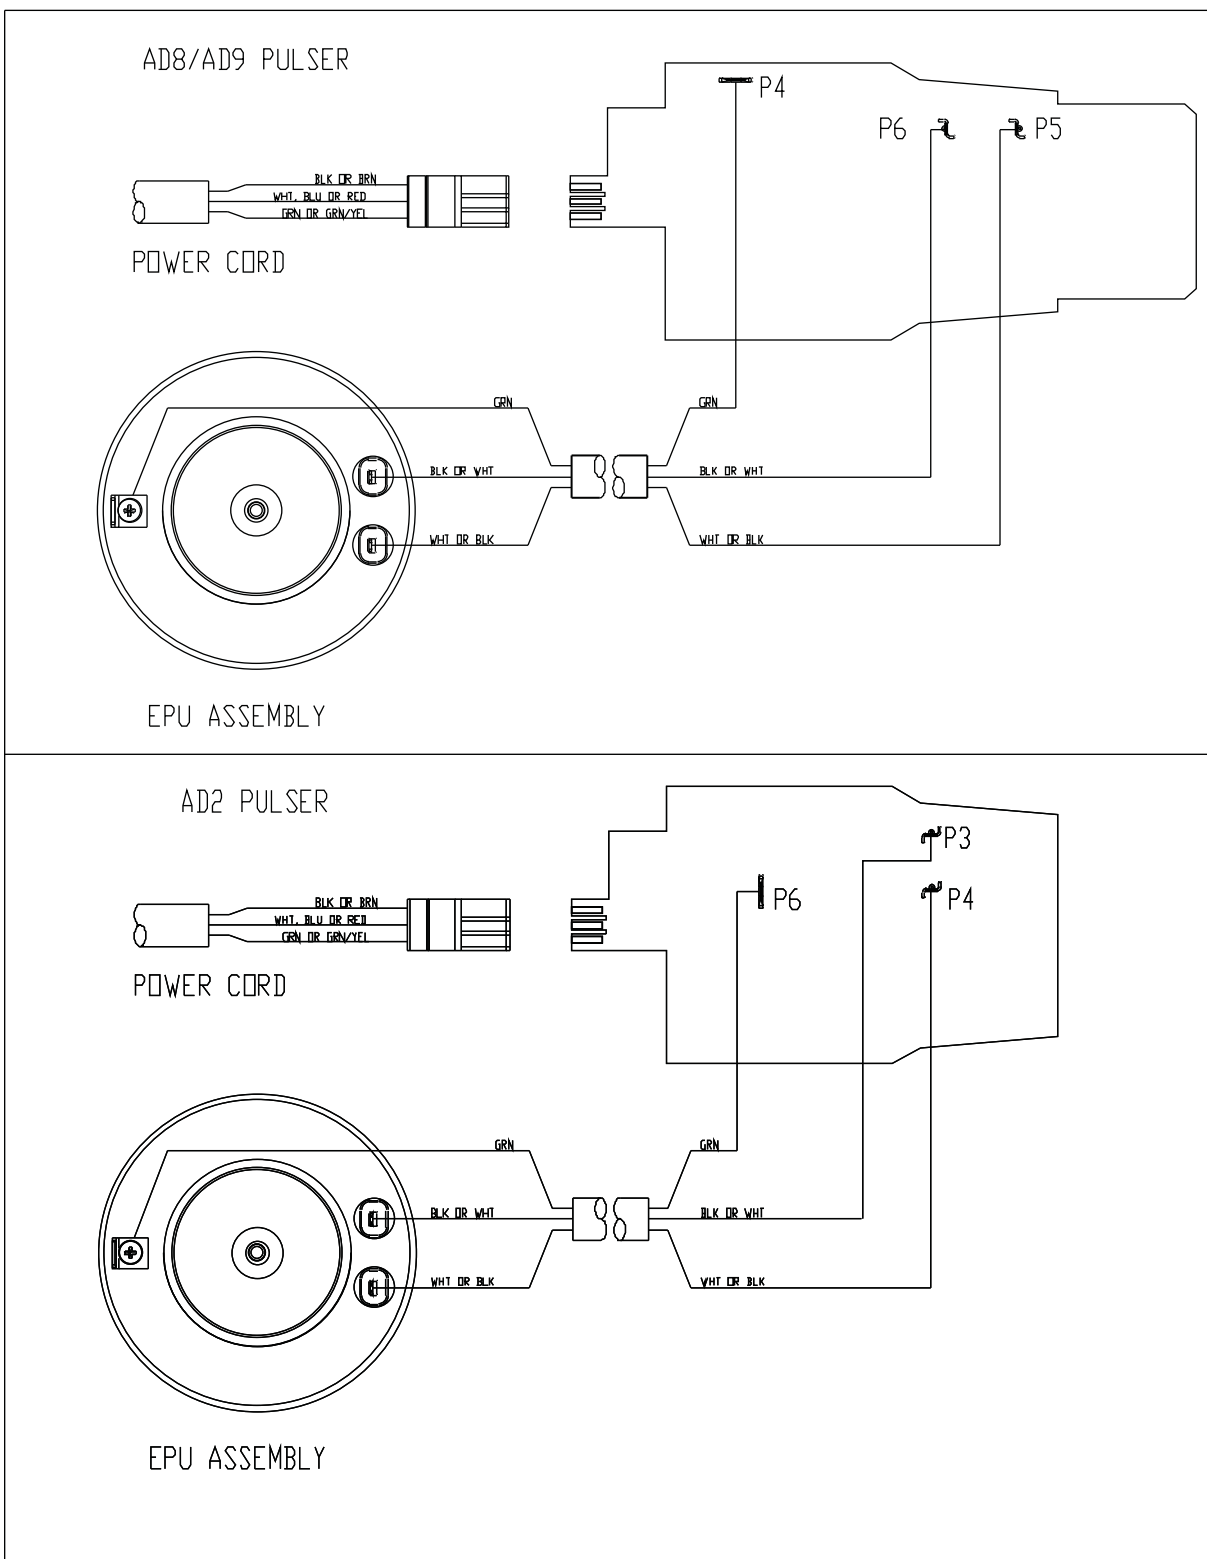 AD8/AD9 PULSER
P4
P6
P5
BLK OR BRN
WHT, BLU OR RED
GRN OR GRN/YEL
POWER CORD
GRN
GRN
BLK OR WHT
BLK OR WHT
WHT OR BLK
WHT OR BLK
EPU ASSEMBLY
AD2 PULSER
P3
P6
P4
BLK OR BRN
WHT, BLU OR RED
GRN OR GRN/YEL
POWER CORD
GRN
GRN
BLK OR WHT
BLK OR WHT
WHT OR BLK
WHT OR BLK
EPU ASSEMBLY